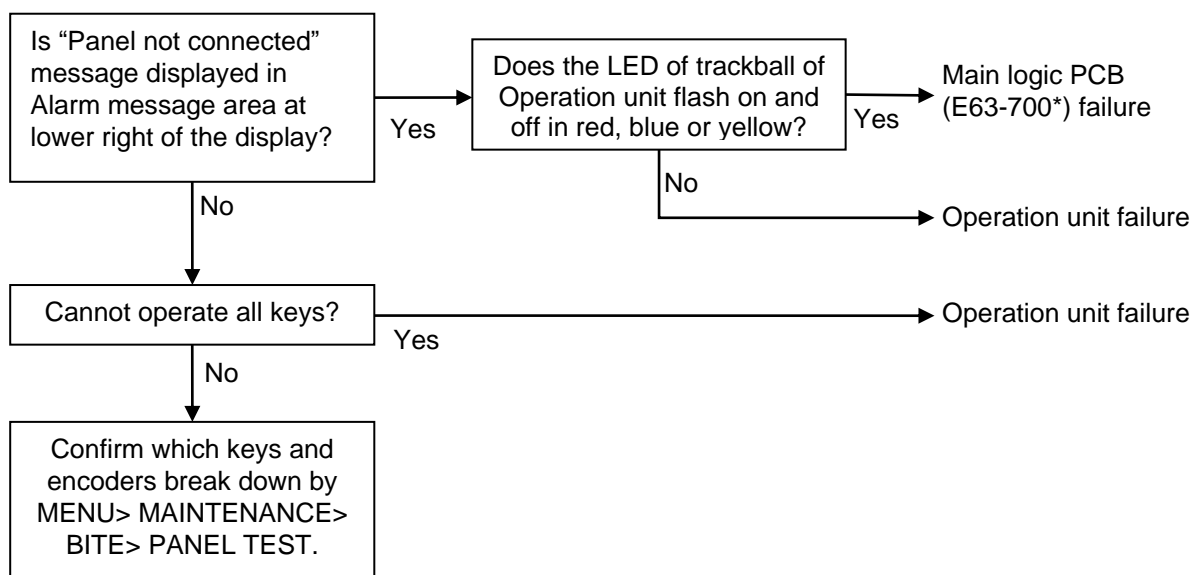 Is “Panel not connected”
message displayed in
Alarm message area at
lower right of the display?
Yes
Does the LED of trackball of
Operation unit flash on and
off in red, blue or yellow?
Yes
Main logic PCB
(E63-700*) failure
No
Operation unit failure
No
Cannot operate all keys?
Yes
Operation unit failure
No
Confirm which keys and
encoders break down by
MENU> MAINTENANCE>
BITE> PANEL TEST.